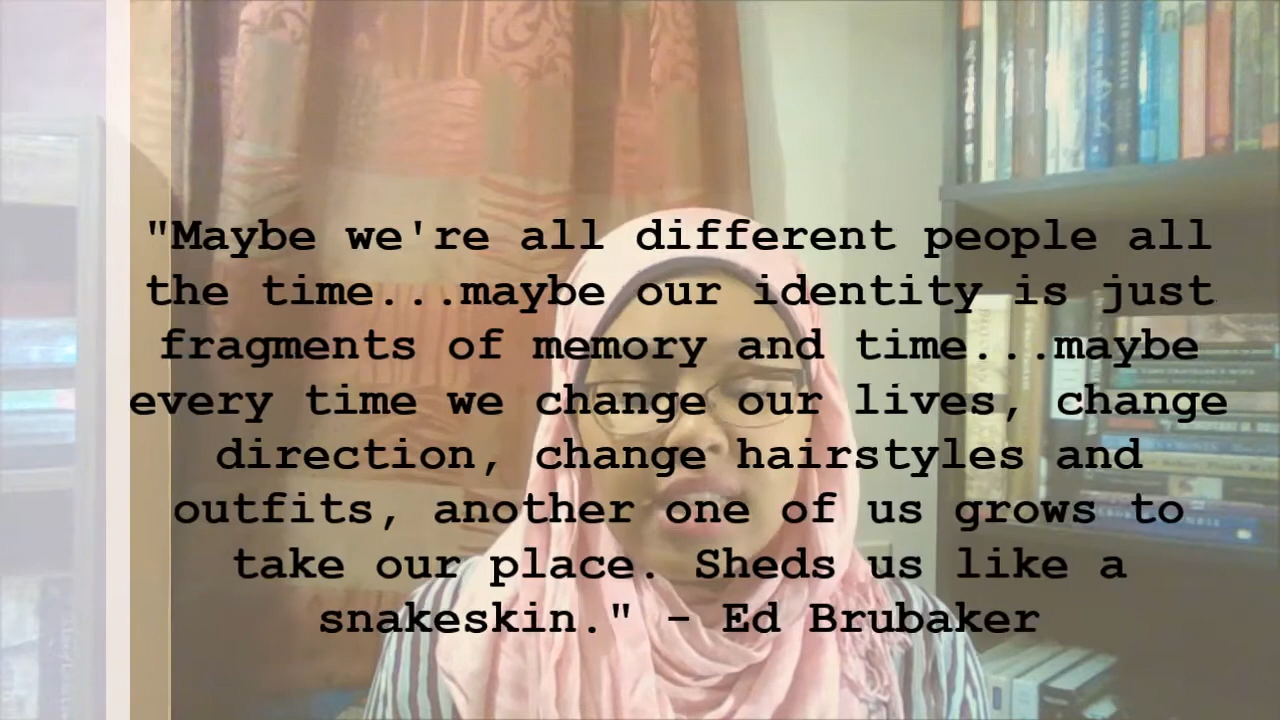 "Maybe we're all different people all
the time...maybe our identity is just
fragments of memory and time...maybe
every time we change our lives, change
direction, change hairstyles and
outfits, another one of us grows to
take our place. Sheds us like a
snakeskin." - Ed Brubaker